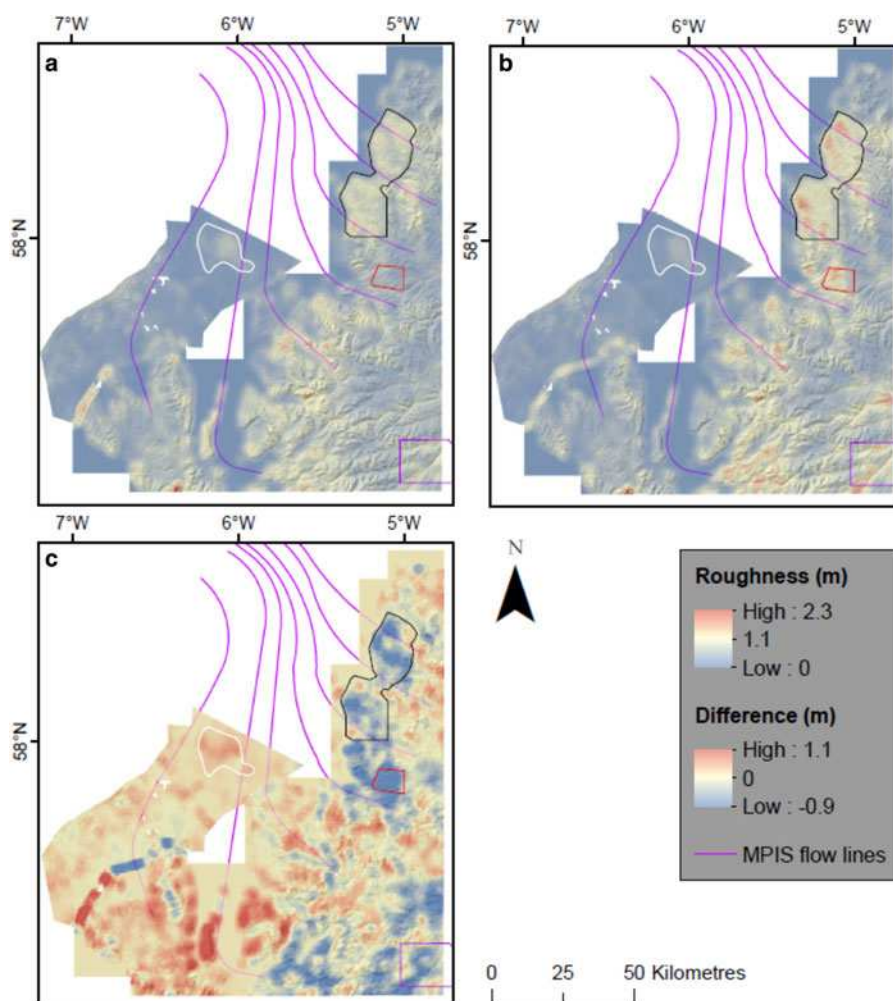 7°W 6°W 5°W 7°W 6°W 5°W
a b
58°N 58°N
7°W 6°W 5°W
c
N
58°N
Roughness (m)
High : 2.3
1.1
Low : 0
Difference (m)
High : 1.1
0
Low : -0.9
MPIS flow lines
0 25 50 Kilometres